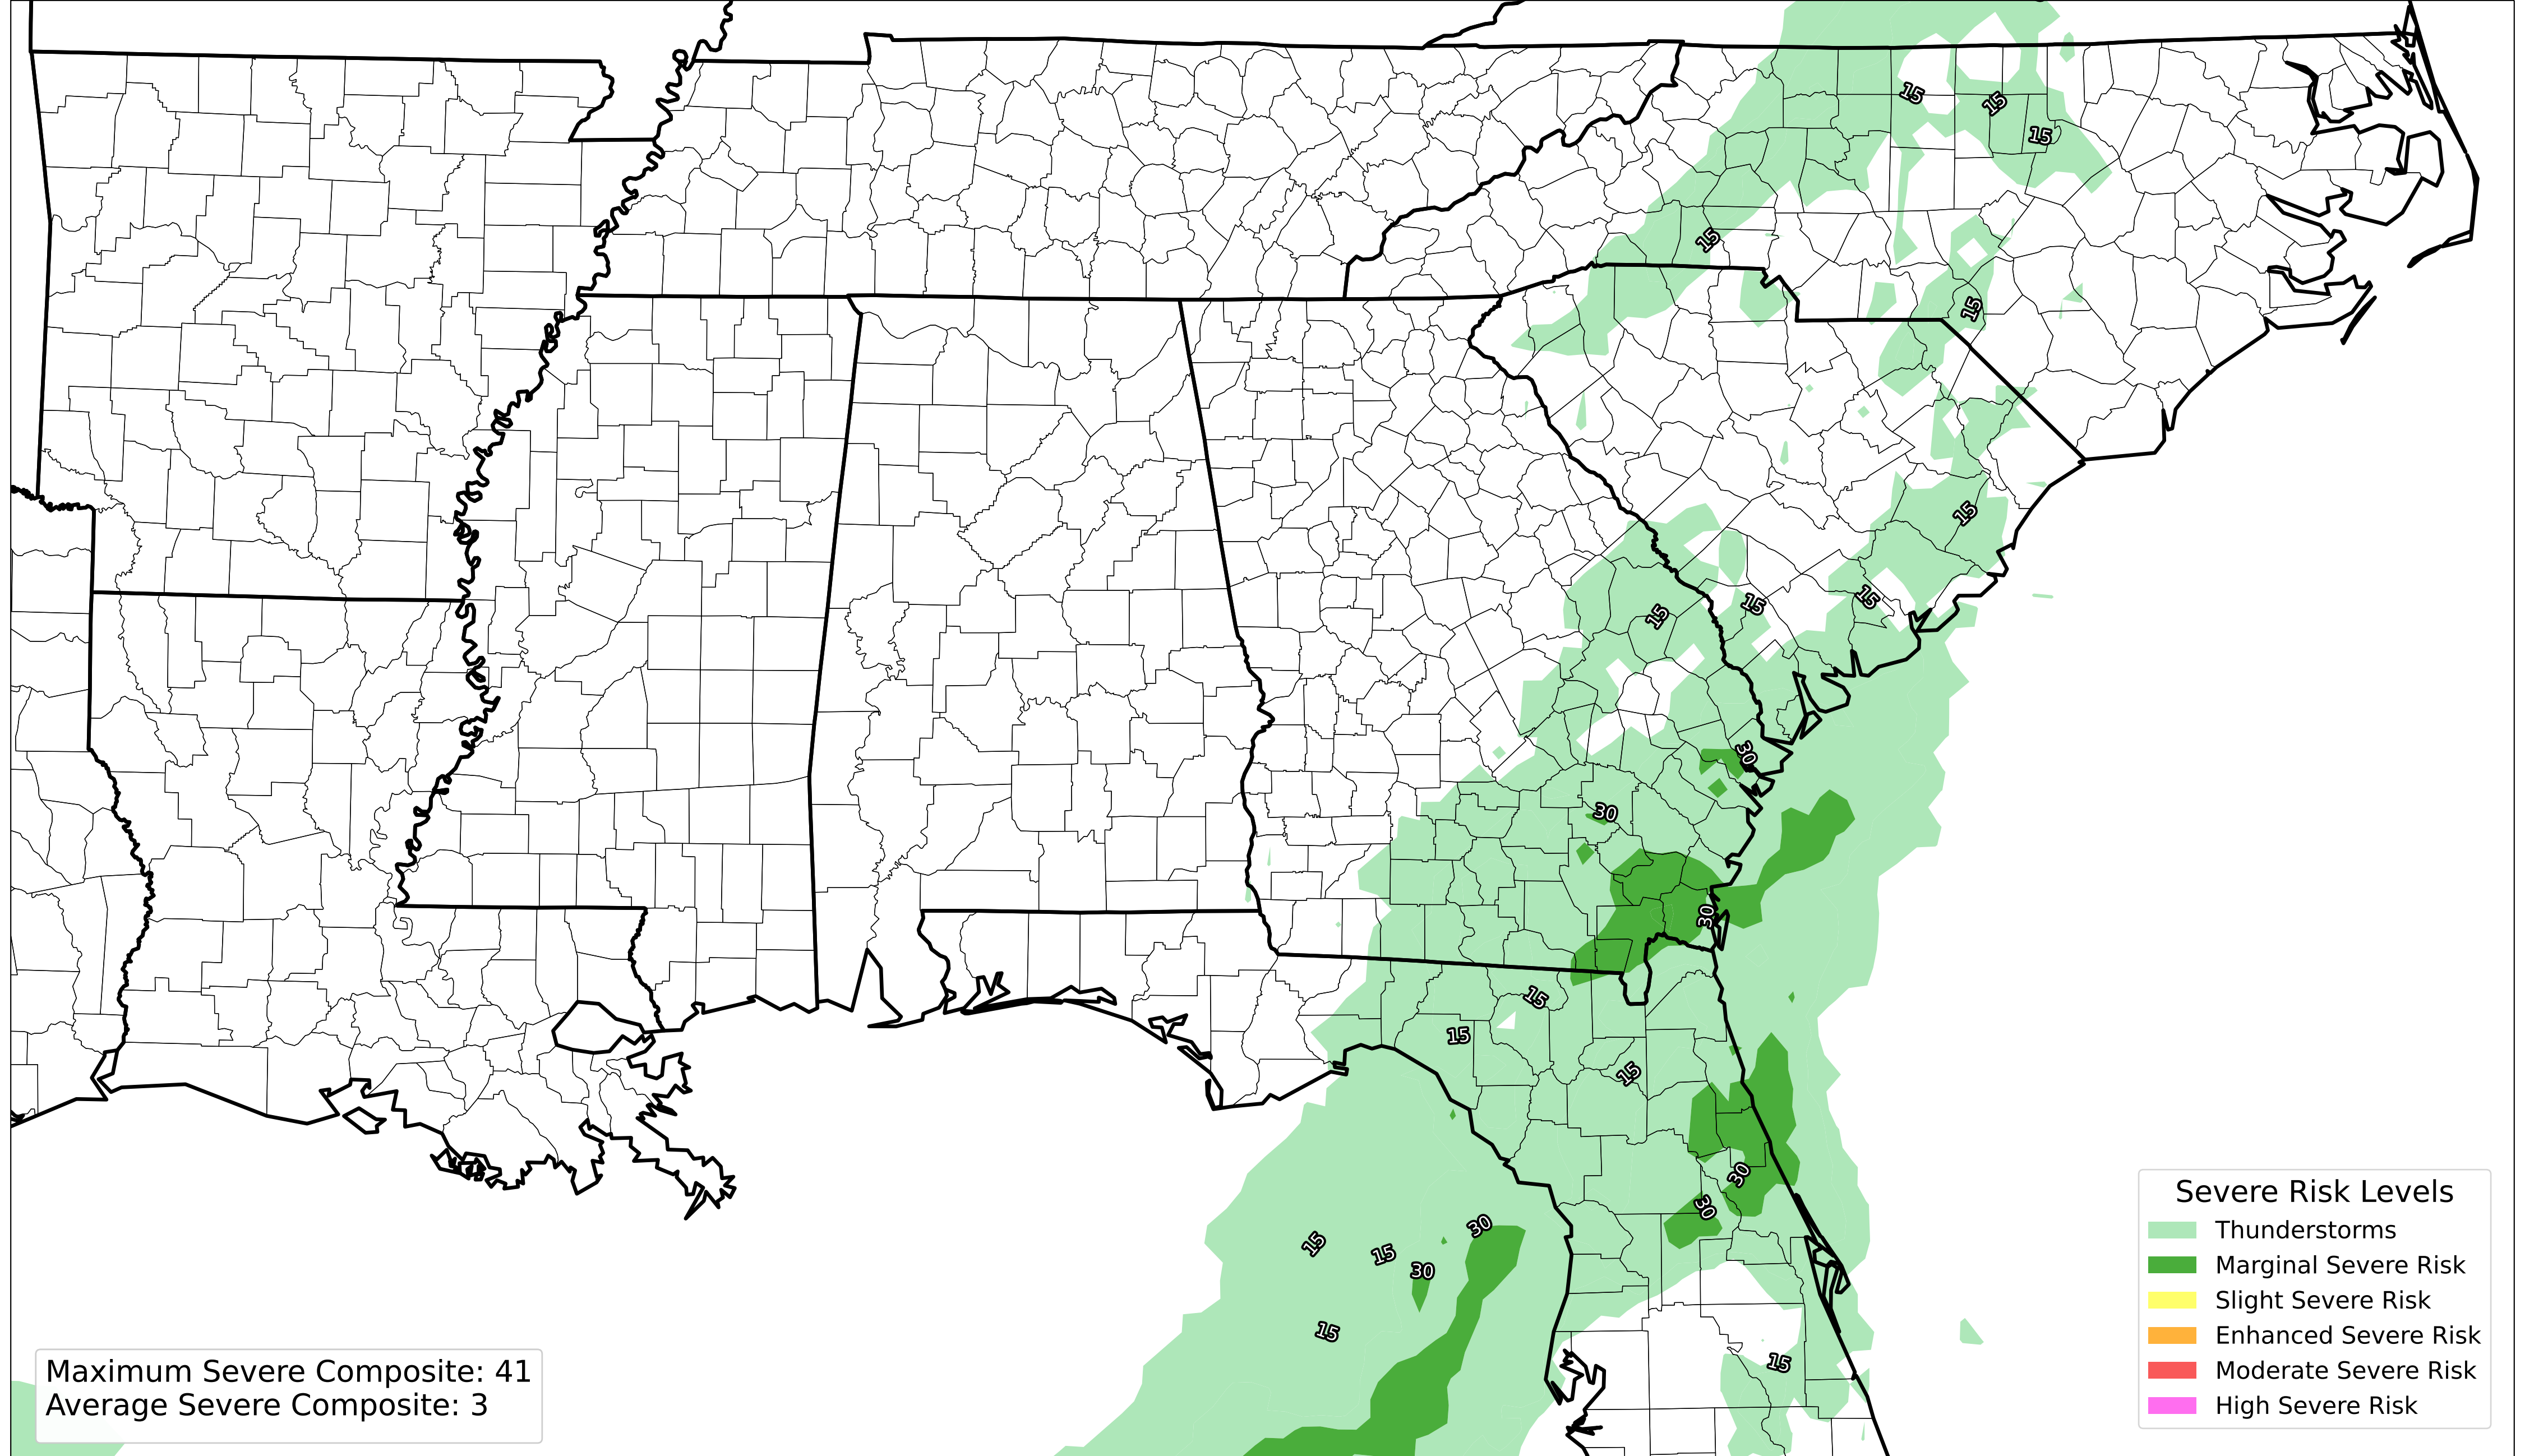 15
15
15
15
15
15
15
15
15
30
30
30
15
15
15
30
30
30
15
15
30
15
15
Severe Risk Levels
Thunderstorms
Marginal Severe Risk
Slight Severe Risk
Enhanced Severe Risk
Moderate Severe Risk
High Severe Risk
Maximum Severe Composite: 41
Average Severe Composite: 3